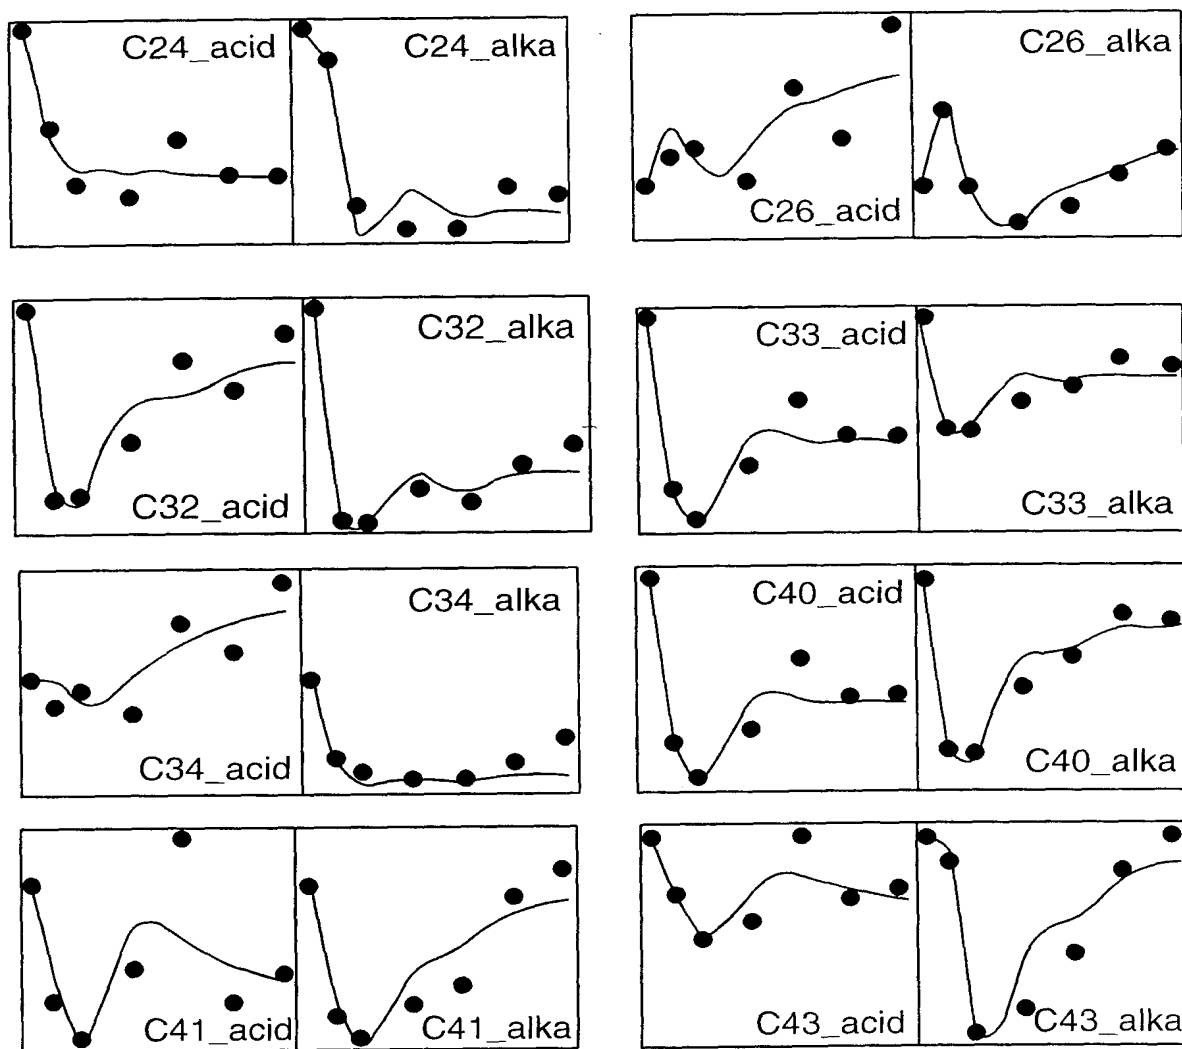 C24_acid
C24_alka
C26_acid
C26_alka
C32_acid
C32_alka
C33_acid
C33_alka
C34_acid
C34_alka
C40_acid
C40_alka
C41_acid
C41_alka
C43_acid
C43_alka